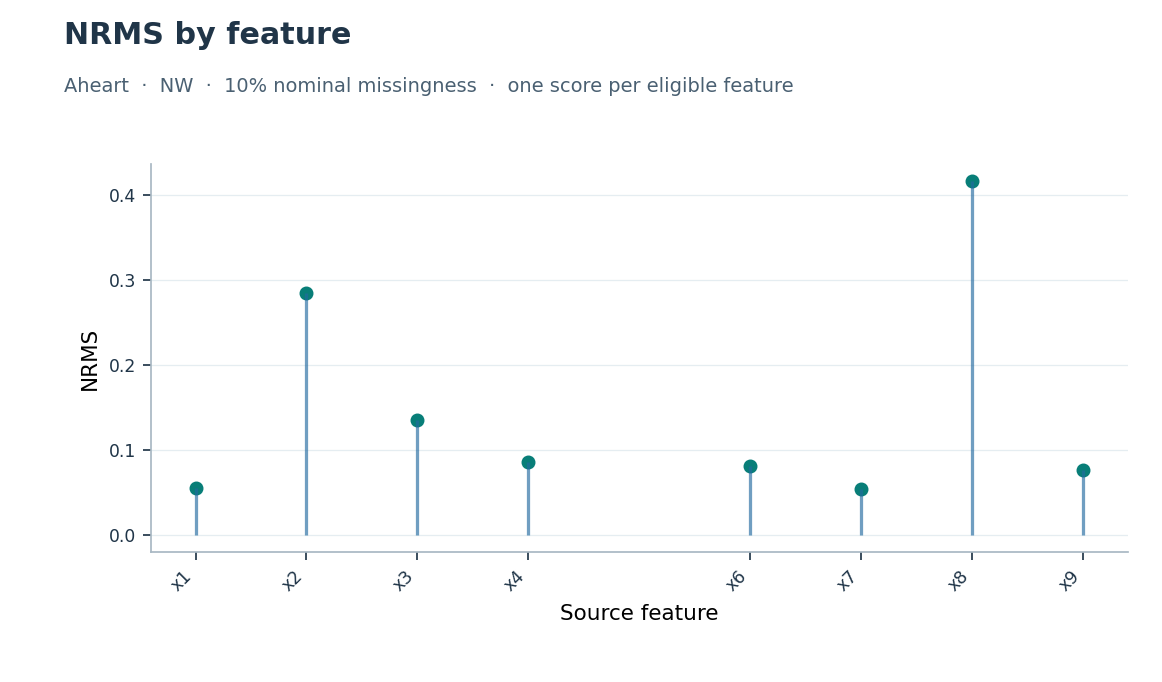 NRMS by feature
Aheart · NW · 10% nominal missingness · one score per eligible feature
NRMS
0.4
0.3
0.2
0.1
0.0
x1 x2 x3 x4 x6 x7 x8 x9
Source feature